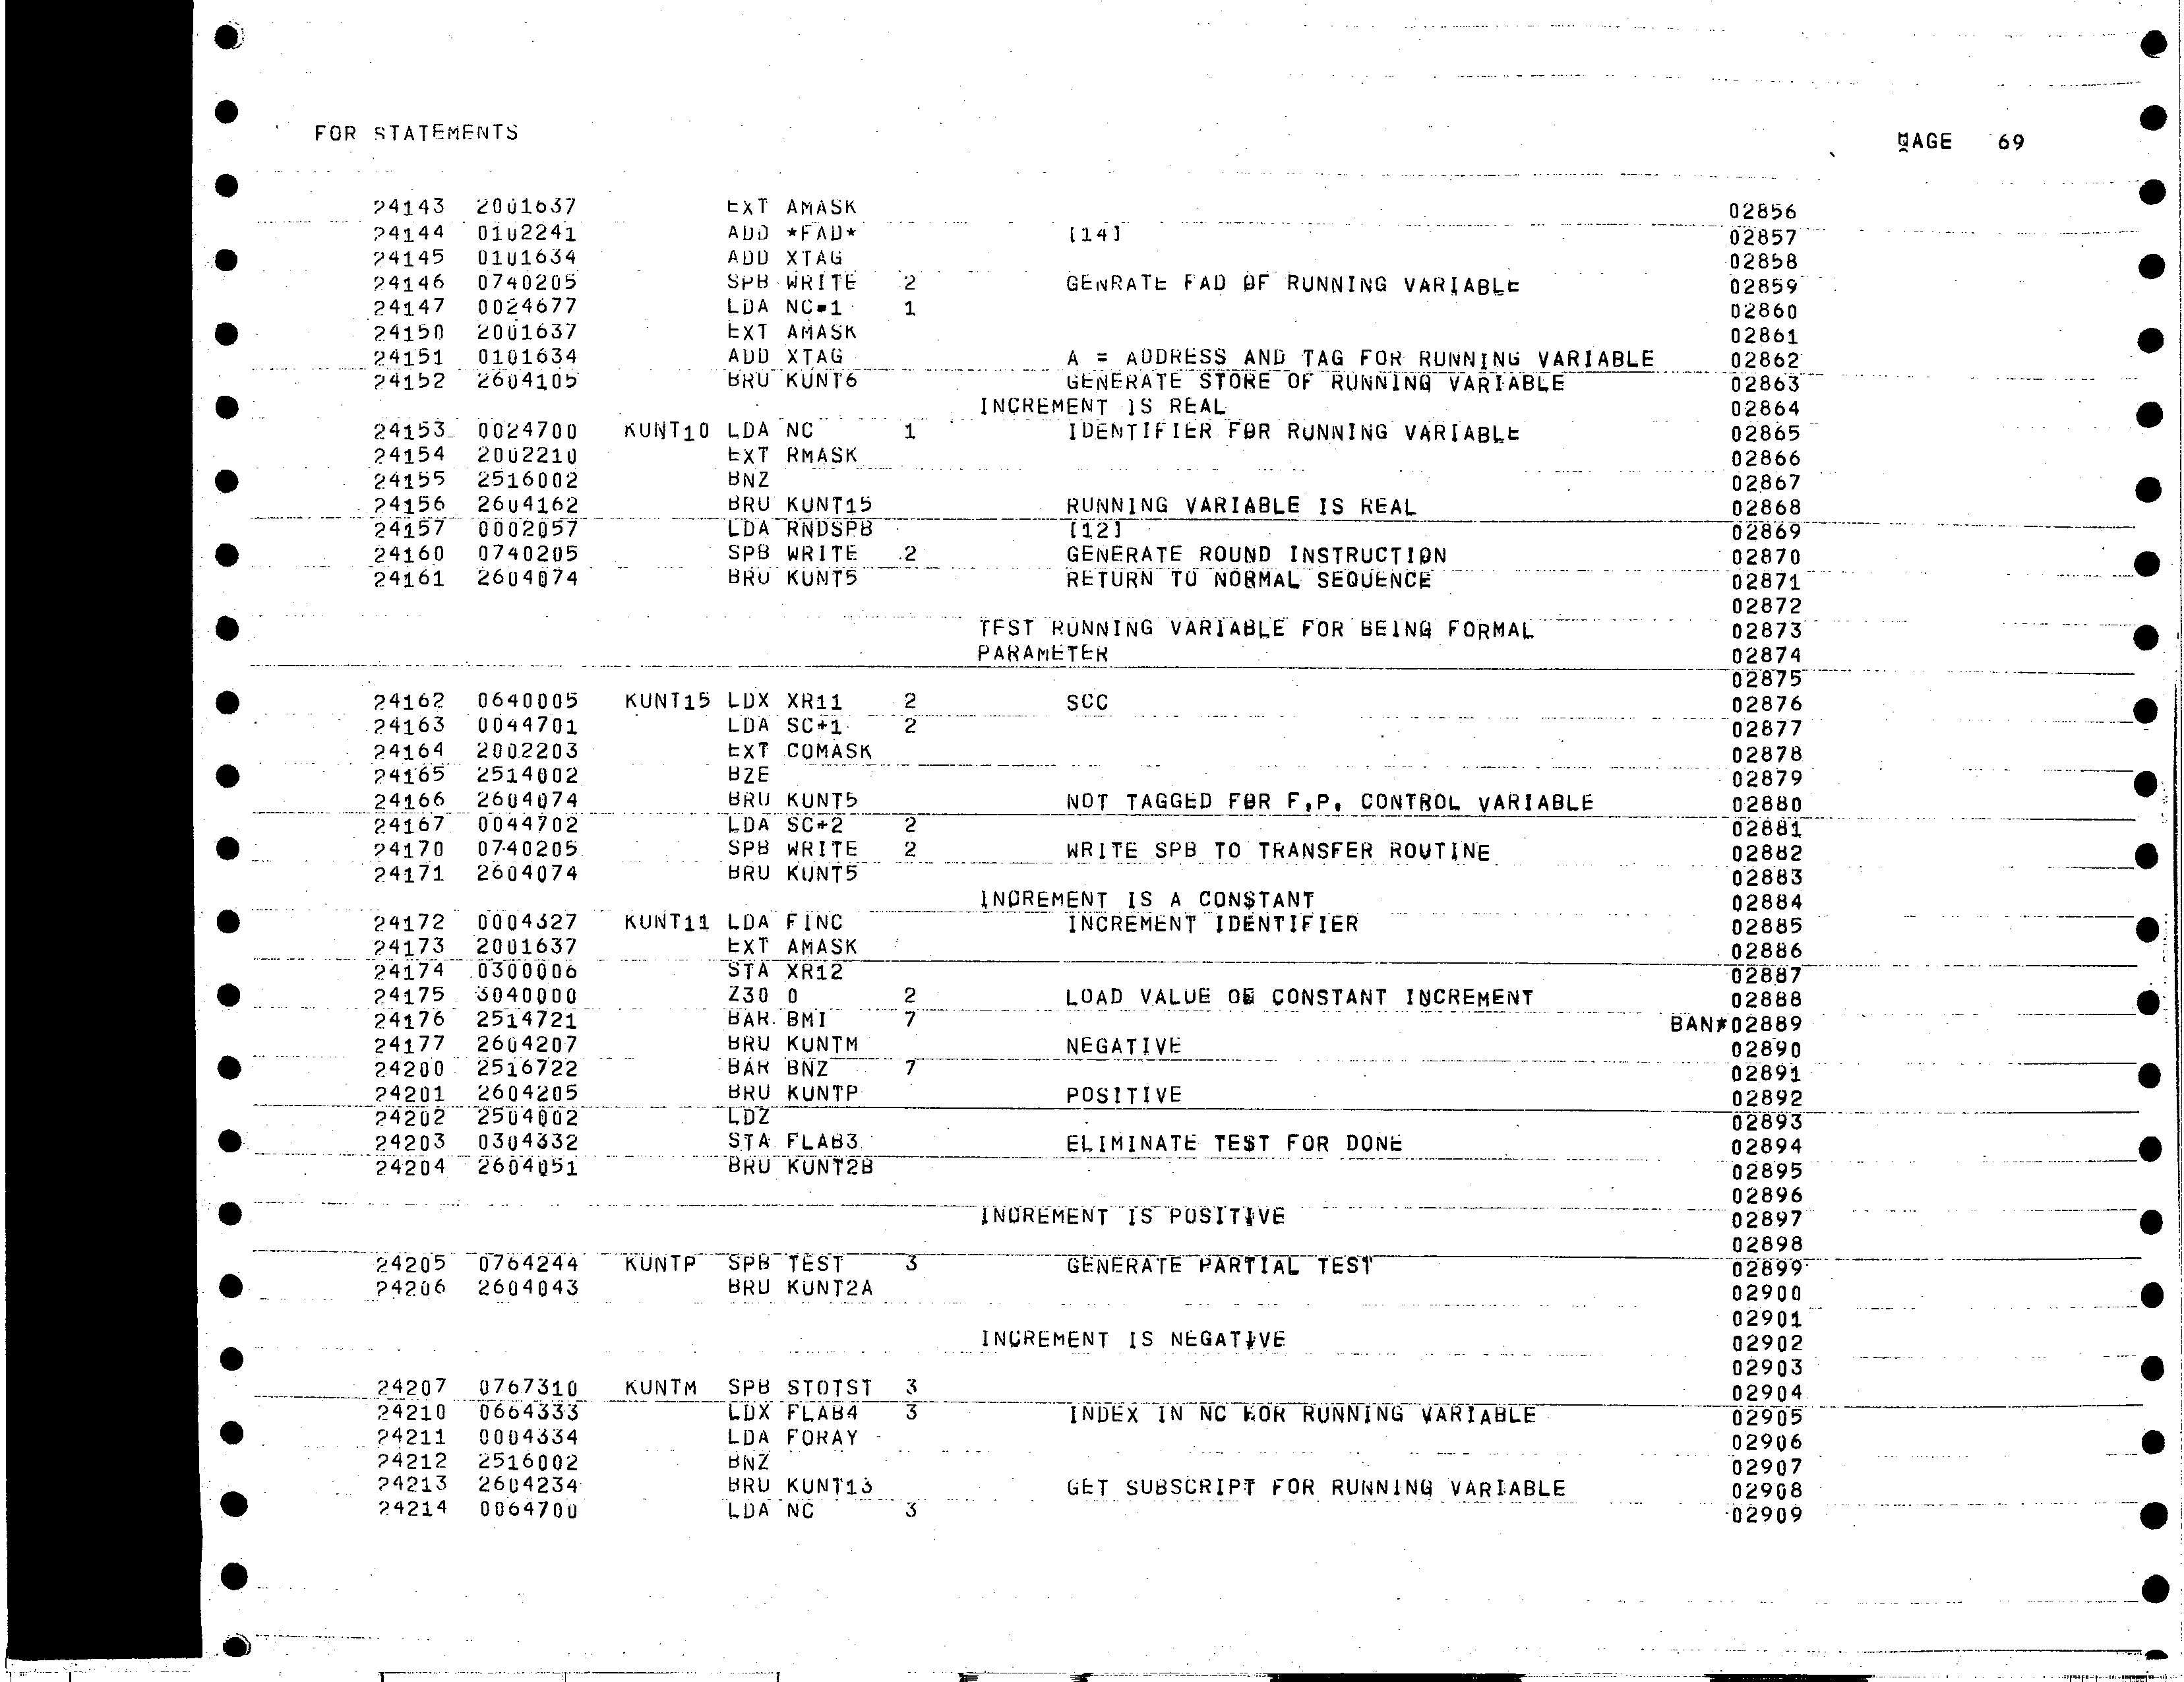 FOR STATEMENTS PAGE 69
24143 2001637 EXT AMASK 02856
24144 0102241 ADD *FAD* [14] 02857
24145 0101634 ADD XTAG 02858
24146 0740205 SPB WRITE 2 GENRATE FAD OF RUNNING VARIABLE 02859
24147 0024677 LDA NC-1 1 02860
24150 2001637 EXT AMASK 02861
24151 0101634 ADD XTAG A = ADDRESS AND TAG FOR RUNNING VARIABLE 02862
24152 2604105 BRU KUNT6 GENERATE STORE OF RUNNING VARIABLE 02863
INCREMENT IS REAL 02864
24153 0024700 KUNT10 LDA NC 1 IDENTIFIER FOR RUNNING VARIABLE 02865
24154 2002210 EXT RMASK 02866
24155 2516002 BNZ 02867
24156 2604162 BRU KUNT15 RUNNING VARIABLE IS REAL 02868
24157 0002057 LDA RNDSPB [12] 02869
24160 0740205 SPB WRITE 2 GENERATE ROUND INSTRUCTION 02870
24161 2604074 BRU KUNT5 RETURN TO NORMAL SEQUENCE 02871
02872
TEST RUNNING VARIABLE FOR BEING FORMAL 02873
PARAMETER 02874
02875
24162 0640005 KUNT15 LDX XR11 2 SCC 02876
24163 0044701 LDA SC+1 2 02877
24164 2002203 EXT COMASK 02878
24165 2514002 BZE 02879
24166 2604074 BRU KUNT5 NOT TAGGED FOR F.P. CONTROL VARIABLE 02880
24167 0044702 LDA SC+2 2 02881
24170 0740205 SPB WRITE 2 WRITE SPB TO TRANSFER ROUTINE 02882
24171 2604074 BRU KUNT5 02883
INCREMENT IS A CONSTANT 02884
24172 0004327 KUNT11 LDA FINC INCREMENT IDENTIFIER 02885
24173 2001637 EXT AMASK 02886
24174 0300006 STA XR12 02887
24175 3040000 Z30 0 2 LOAD VALUE OF CONSTANT INCREMENT 02888
24176 2514721 BAR BMI 7 BAN*02889
24177 2604207 BRU KUNTM NEGATIVE 02890
24200 2516722 BAR BNZ 7 02891
24201 2604205 BRU KUNTP POSITIVE 02892
24202 2504002 LDZ 02893
24203 0304332 STA FLAB3 ELIMINATE TEST FOR DONE 02894
24204 2604051 BRU KUNT2B 02895
02896
INCREMENT IS POSITIVE 02897
02898
24205 0764244 KUNTP SPB TEST 3 GENERATE PARTIAL TEST 02899
24206 2604043 BRU KUNT2A 02900
02901
INCREMENT IS NEGATIVE 02902
02903
24207 0767310 KUNTM SPB STOTST 3 02904
24210 0664333 LDX FLAB4 3 INDEX IN NC FOR RUNNING VARIABLE 02905
24211 0004334 LDA FORAY 02906
24212 2516002 BNZ 02907
24213 2604234 BRU KUNT13 GET SUBSCRIPT FOR RUNNING VARIABLE 02908
24214 0064700 LDA NC 3 02909